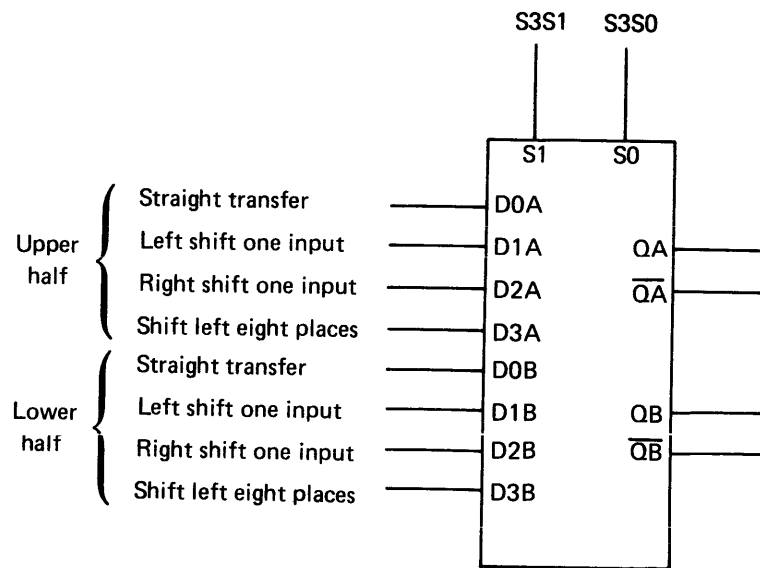 S3S1 S3S0
S1 S0
Upper
half
Straight transfer
Left shift one input
Right shift one input
Shift left eight places
D0A
D1A
D2A
D3A
Lower
half
Straight transfer
Left shift one input
Right shift one input
Shift left eight places
D0B
D1B
D2B
D3B
QA
Q̅A̅
QB
Q̅B̅